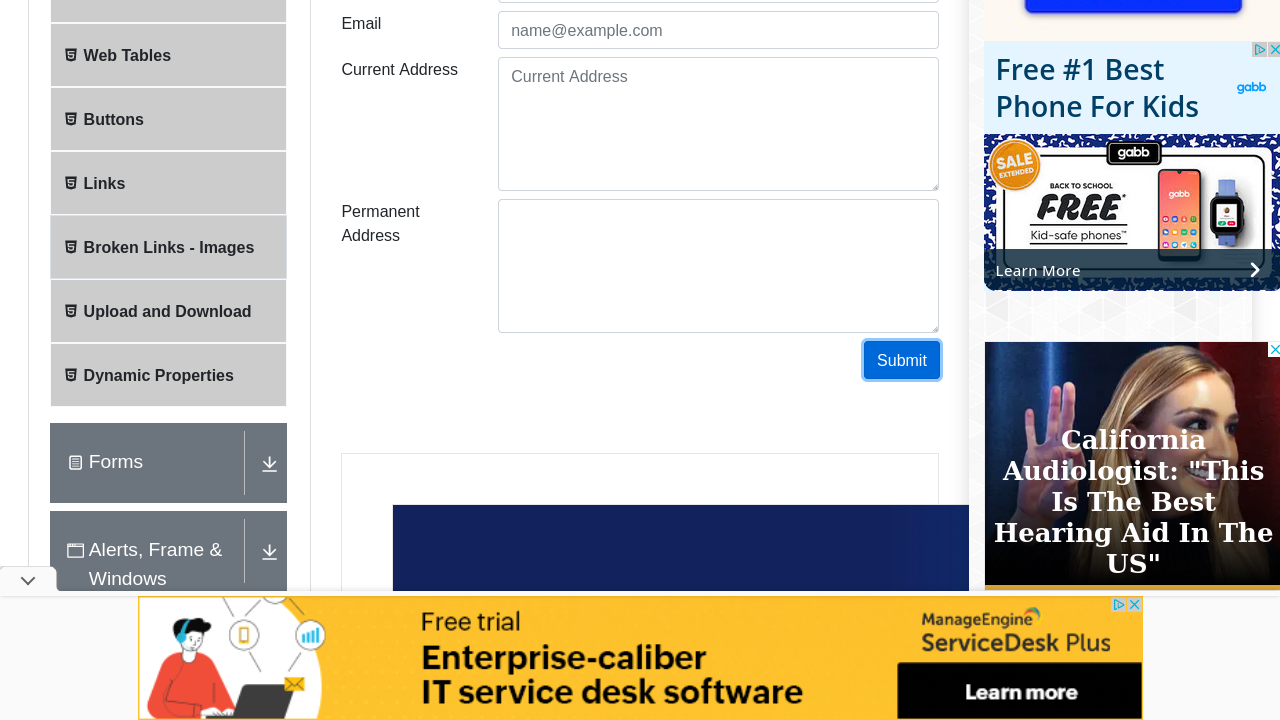 Email
name@example.com
Current Address
Current Address
Permanent
Address
Submit
Web Tables
Buttons
Links
Broken Links - Images
Upload and Download
Dynamic Properties
Forms
Alerts, Frame &
Windows
Free #1 Best
Phone For Kids
gabb
SALE
EXTENDED
gabb
BACK TO SCHOOL
FREE*
Kid-safe phones™
gabb
Learn More
California
Audiologist: "This
Is The Best
Hearing Aid In The
US"
Free trial
Enterprise-caliber
IT service desk software
ManageEngine
ServiceDesk Plus
Learn more